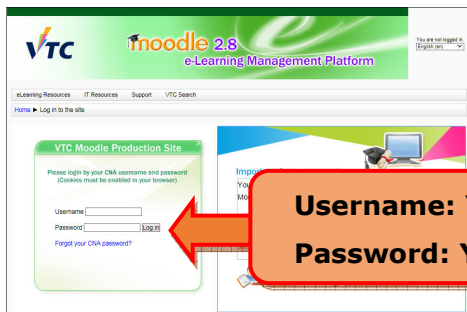 VTC
moodle 2.8
e-Learning Management Platform
You are not logged in.
English (en)
eLearning Resources IT Resources Support VTC Search
Home ► Log in to the site
VTC Moodle Production Site
Please login by your CNA username and password
(Cookies must be enabled in your browser)
Username
Password Log in
Forgot your CNA password?
Username:
Password: